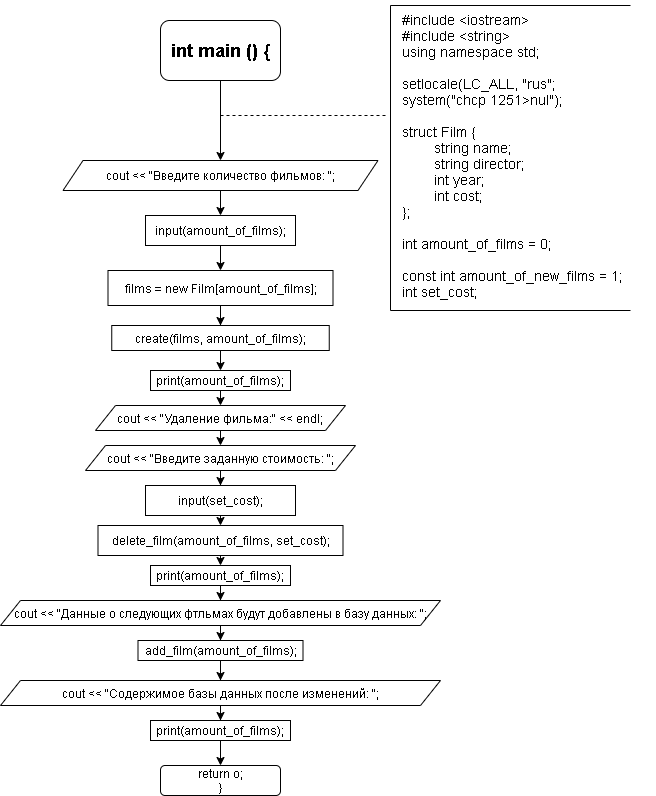 int main () {
#include <iostream>
#include <string>
using namespace std;
setlocale(LC_ALL, "rus";
system("chcp 1251>nul");
struct Film {
string name;
string director;
int year;
int cost;
};
int amount_of_films = 0;
const int amount_of_new_films = 1;
int set_cost;
cout << "Введите количество фильмов: ";
input(amount_of_films);
films = new Film[amount_of_films];
create(films, amount_of_films);
print(amount_of_films);
cout << "Удаление фильма:" << endl;
cout << "Введите заданную стоимость: ";
input(set_cost);
delete_film(amount_of_films, set_cost);
print(amount_of_films);
cout << "Данные о следующих фтльмах будут добавлены в базу данных: ";
add_film(amount_of_films);
cout << "Содержимое базы данных после изменений: ";
print(amount_of_films);
return o;
}